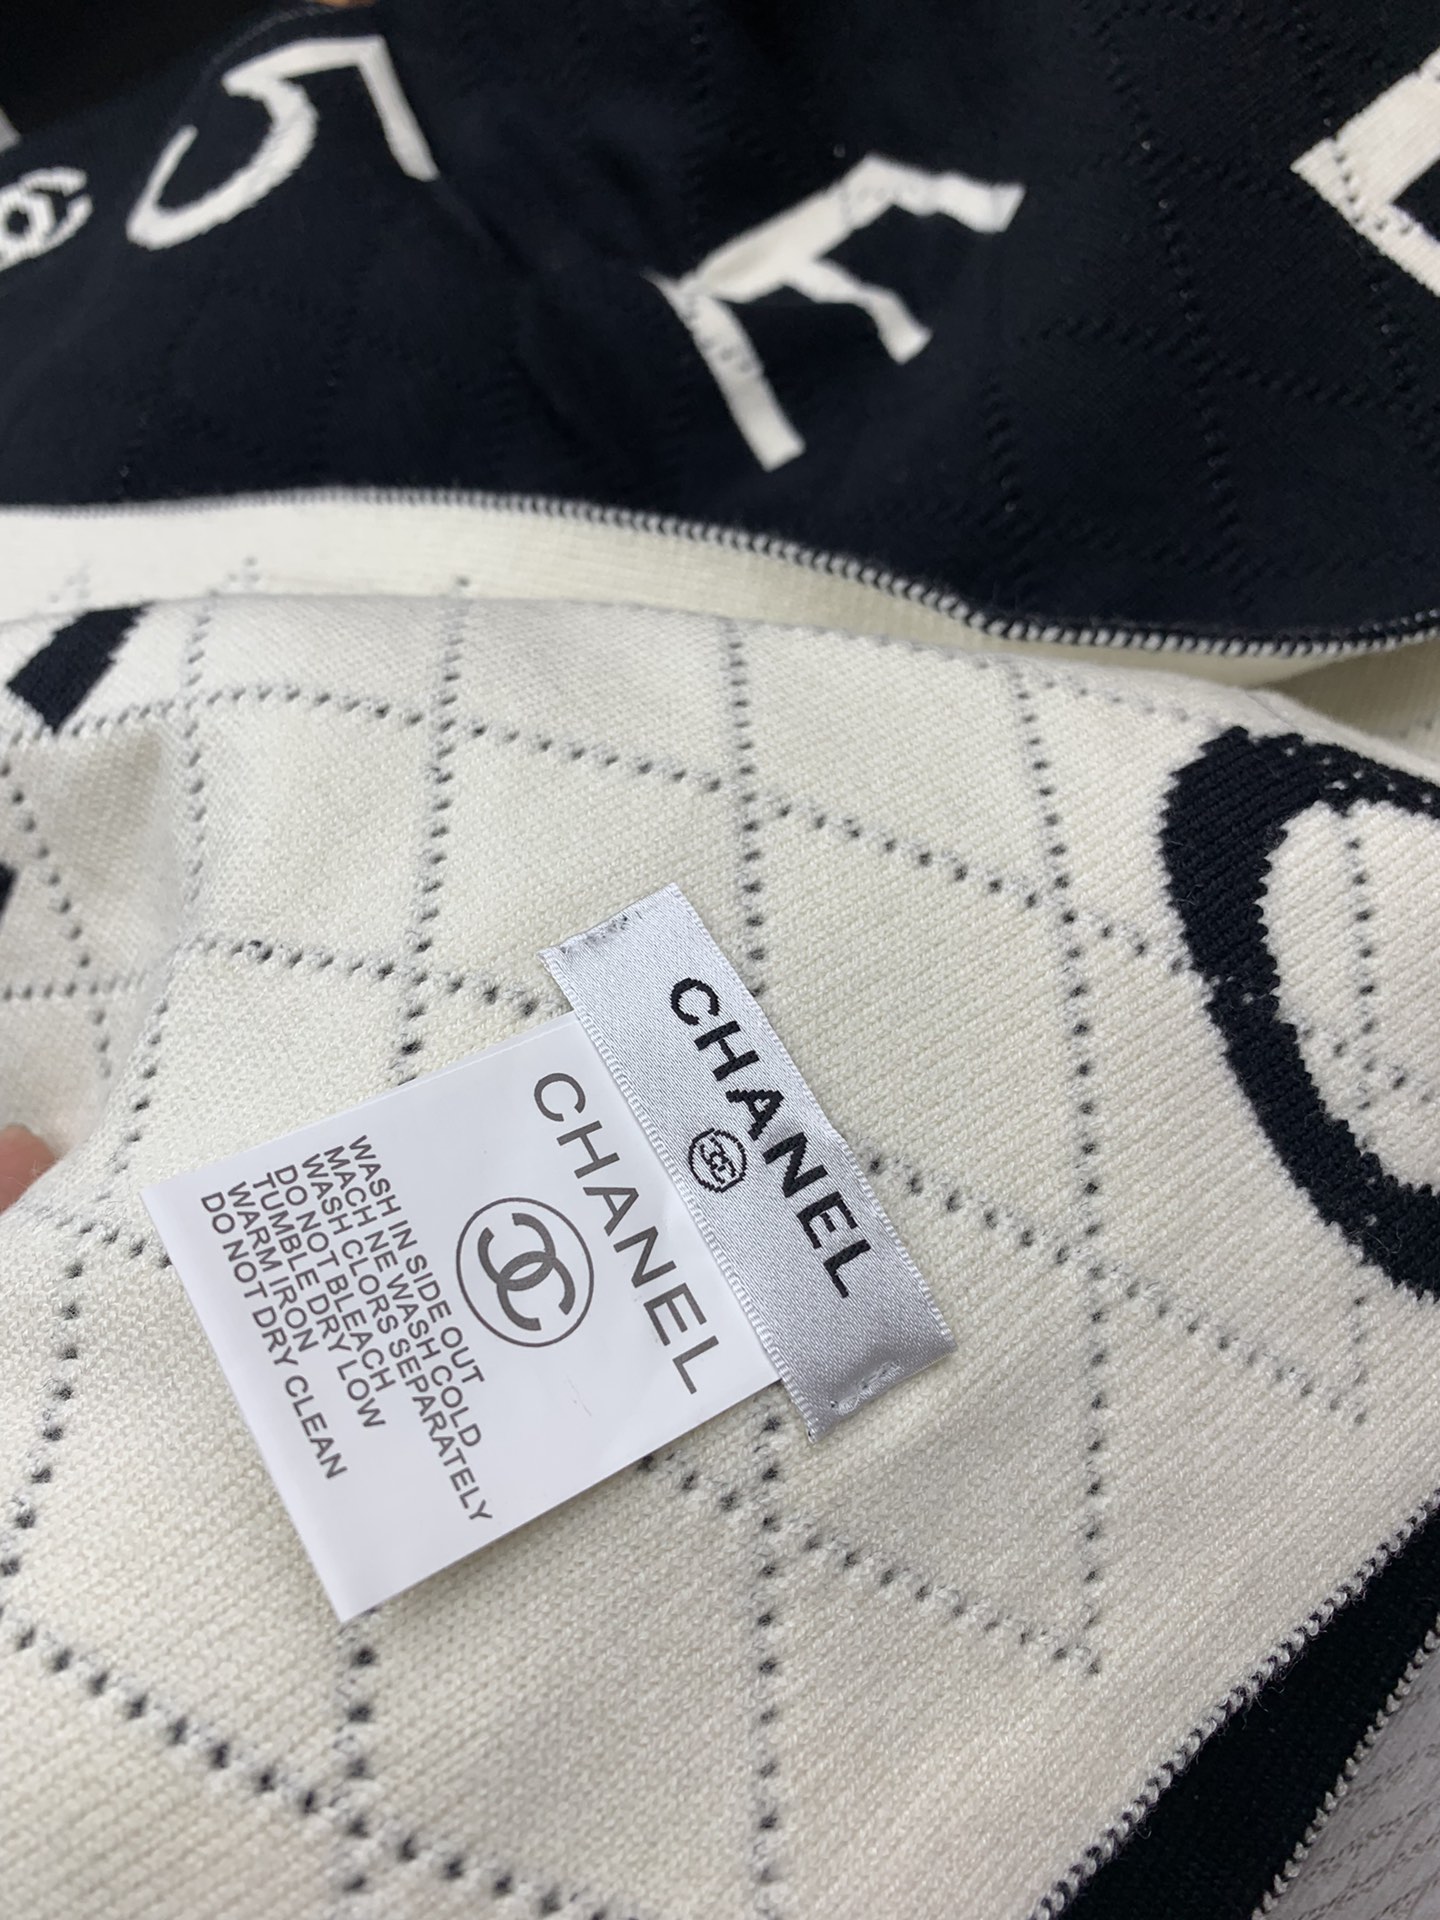 5 F
CHANEL
CHANEL
WASH IN SIDE OUT
MACH NE WASH COLD
WASH CLORS SEPARATELY
DO NOT BLEACH
TUMBLE DRY LOW
WARM IRON
DO NOT DRY CLEAN